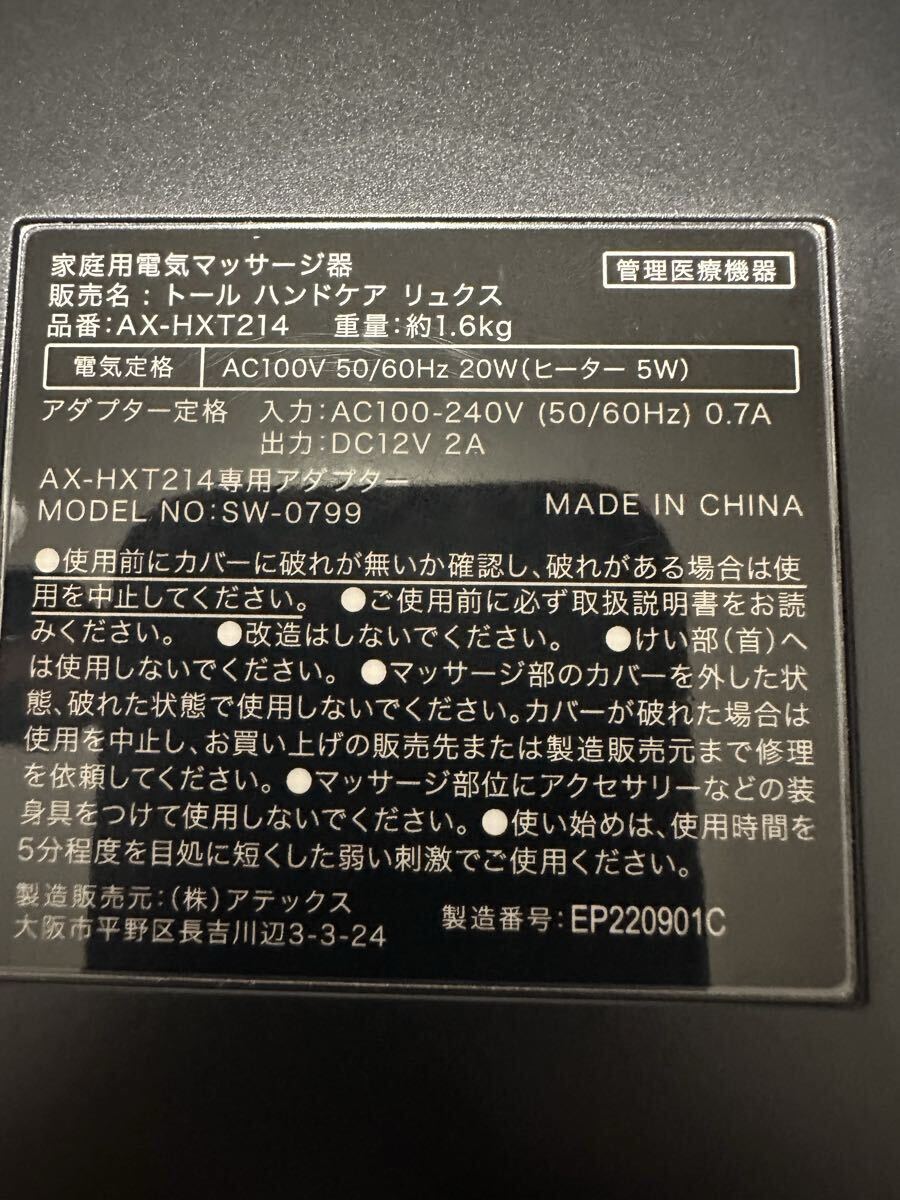 家庭用電気マッサージ器
管理医療機器
販売名：トール ハンドケア リュクス
品番：AX-HXT214 重量：約1.6kg
電気定格 AC100V 50/60Hz 20W（ヒーター 5W）
アダプター定格 入力：AC100-240V (50/60Hz) 0.7A
出力：DC12V 2A
AX-HXT214専用アダプター
MODEL NO：SW-0799
MADE IN CHINA
●使用前にカバーに破れが無いか確認し、破れがある場合は使
用を中止してください。 ●ご使用前に必ず取扱説明書をお読
みください。 ●改造はしないでください。 ●けい部（首）へ
は使用しないでください。 ●マッサージ部のカバーを外した状
態、破れた状態で使用しないでください。カバーが破れた場合は
使用を中止し、お買い上げの販売先または製造販売元まで修理
を依頼してください。●マッサージ部位にアクセサリーなどの装
身具をつけて使用しないでください。●使い始めは、使用時間を
5分程度を目処に短くした弱い刺激でご使用ください。
製造販売元：（株）アテックス
大阪市平野区長吉川辺3-3-24
製造番号：EP220901C